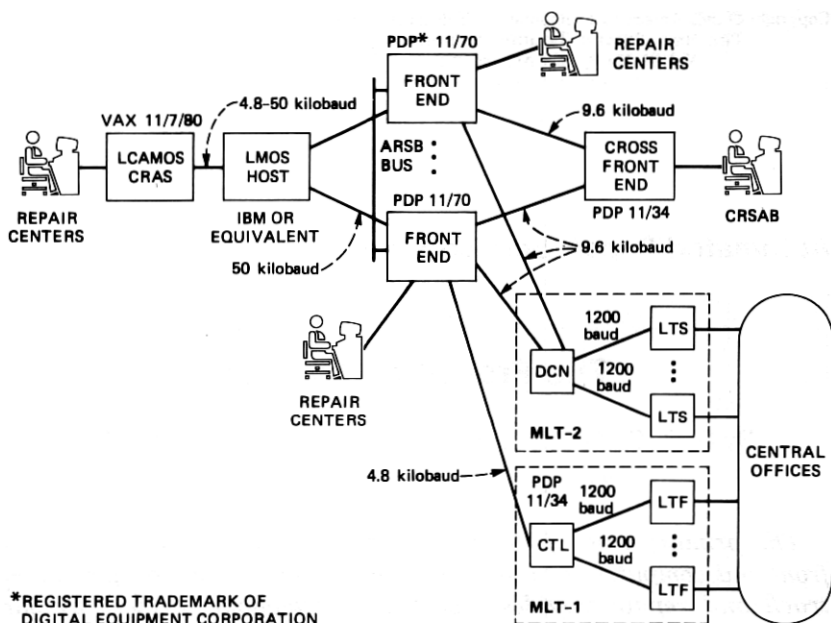 PDP* 11/70
FRONT
END
REPAIR
CENTERS
4.8-50 kilobaud
VAX 11/7/80
LCAMOS
CRAS
LMOS
HOST
ARSB
BUS
9.6 kilobaud
CROSS
FRONT
END
REPAIR
CENTERS
IBM OR
EQUIVALENT
PDP 11/70
FRONT
END
PDP 11/34
CRSAB
50 kilobaud
9.6 kilobaud
REPAIR
CENTERS
1200
baud
LTS
DCN
1200
baud
LTS
MLT-2
CENTRAL
OFFICES
4.8 kilobaud
PDP
11/34
1200
baud
LTF
CTL
1200
baud
LTF
MLT-1
*REGISTERED TRADEMARK OF
DIGITAL EQUIPMENT CORPORATION